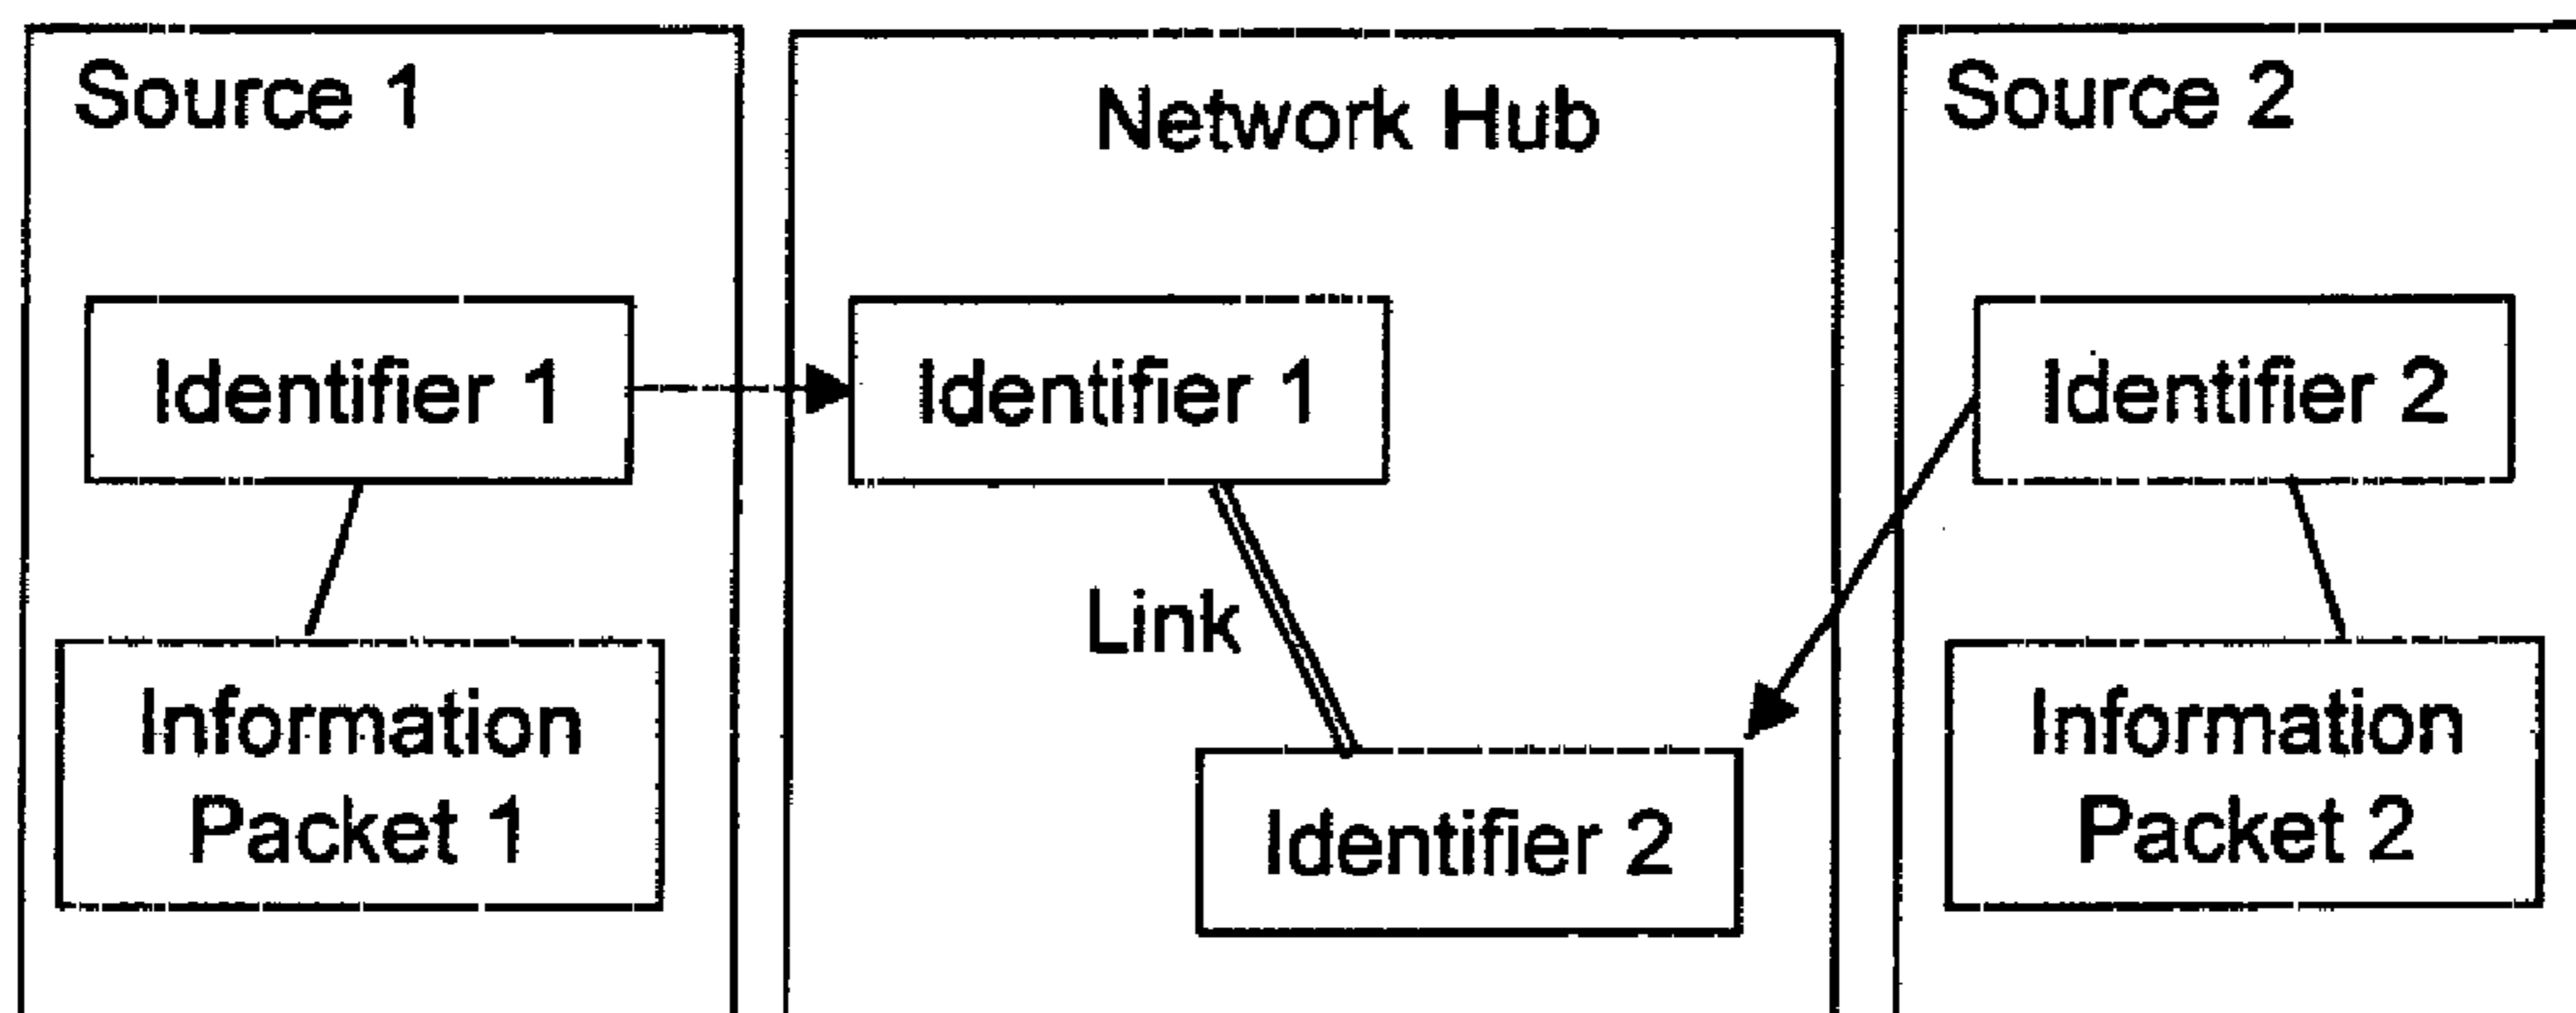 Source 1
Network Hub
Source 2
Identifier 1
Identifier 1
Identifier 2
Link
Information
Packet 1
Information
Packet 2
Identifier 2